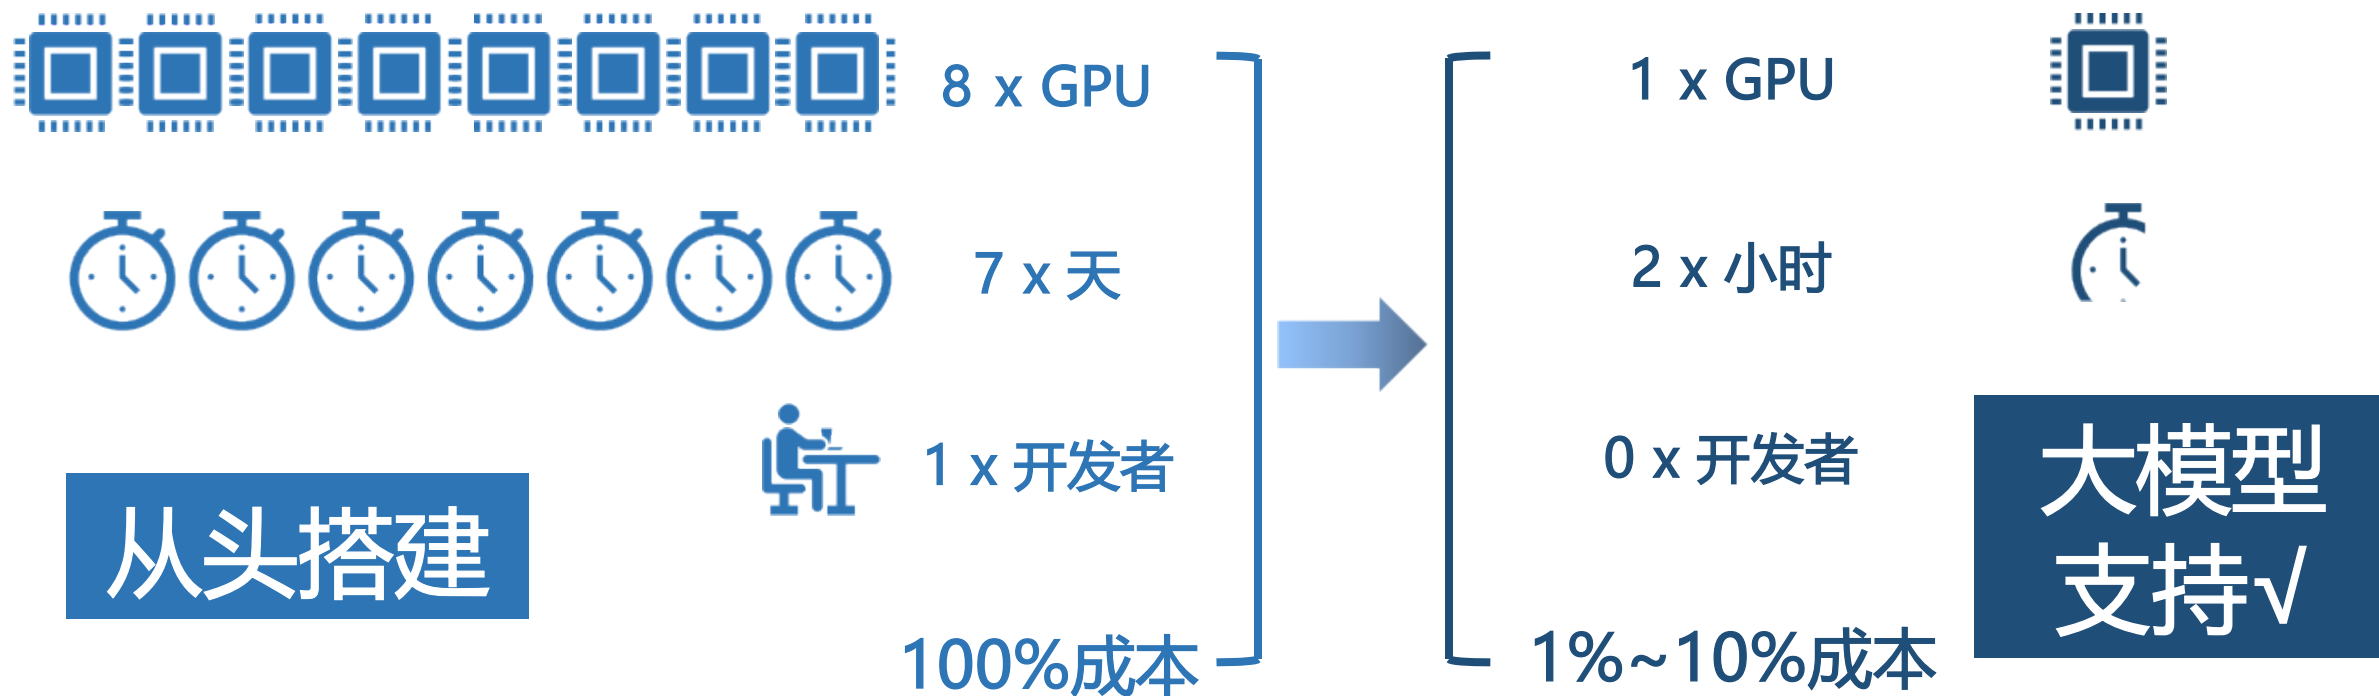 8 x GPU
7 x 天
1 x 开发者
从头搭建
100%成本
1 x GPU
2 x 小时
0 x 开发者
大模型
支持√
1%~10%成本